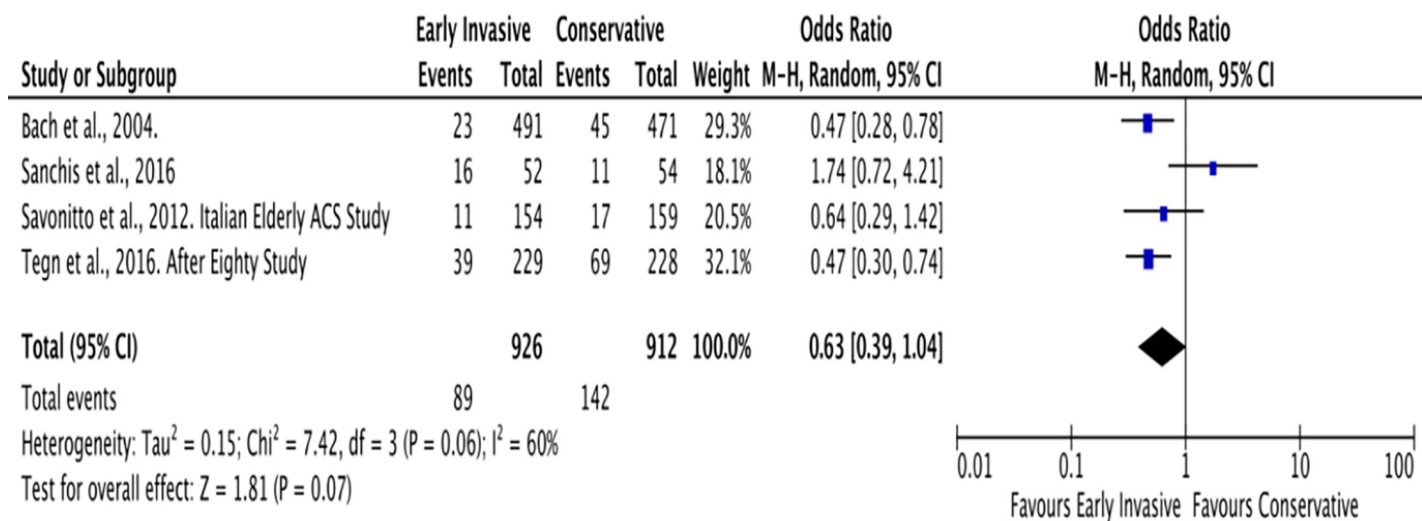 Early Invasive Conservative Odds Ratio Odds Ratio
Study or Subgroup Events Total Events Total Weight M-H, Random, 95% CI M-H, Random, 95% CI
Bach et al., 2004. 23 491 45 471 29.3% 0.47 [0.28, 0.78]
Sanchis et al., 2016 16 52 11 54 18.1% 1.74 [0.72, 4.21]
Savonitto et al., 2012. Italian Elderly ACS Study 11 154 17 159 20.5% 0.64 [0.29, 1.42]
Tegn et al., 2016. After Eighty Study 39 229 69 228 32.1% 0.47 [0.30, 0.74]
Total (95% CI) 926 912 100.0% 0.63 [0.39, 1.04]
Total events 89 142
Heterogeneity: Tau² = 0.15; Chi² = 7.42, df = 3 (P = 0.06); I² = 60%
Test for overall effect: Z = 1.81 (P = 0.07)
0.01 0.1 1 10 100
Favours Early Invasive Favours Conservative